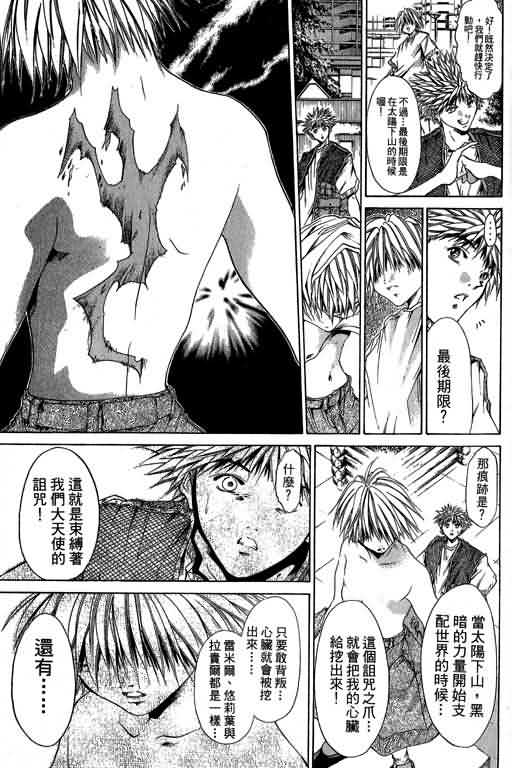 好！既然決定了
，我們就趕快行
動吧！
不過…最後期限是
在太陽下山的時候
喔！
…
最後期限？
那痕跡是？
當太陽下山，黑
暗的力量開始支
配世界的時候…
這個詛咒之爪…
就會把我的心臟
給挖出來！
什麼？
這就是束縛著
我們大天使的
詛咒！
只要敢背叛…
心臟就會被挖
出來……
雷米爾、悠莉葉與
拉貴爾都是一樣…
還有……